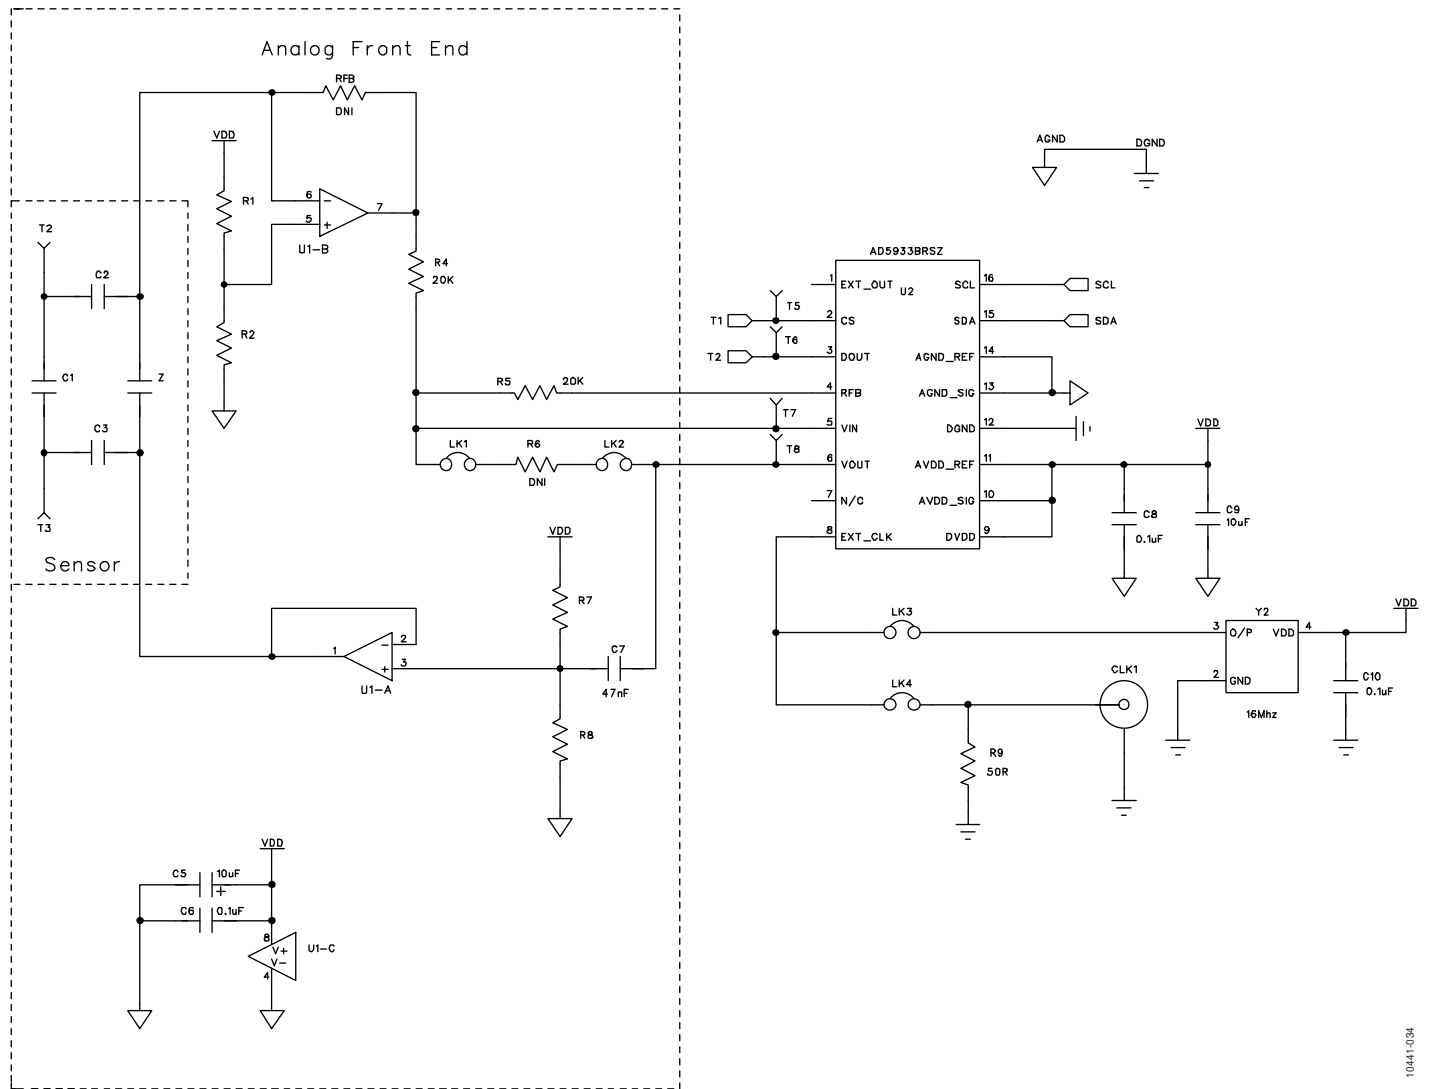 Analog Front End
RFB
DNI
VDD
R1
6
-
5
+
7
U1-B
R2
R4
20K
T2
C2
C1
Z
C3
T3
Sensor
R5
20K
LK1
R6
DNI
LK2
VDD
R7
C7
47nF
R8
1
2
-
3
+
U1-A
VDD
C5
10uF
+
C6
0.1uF
8
V+
V-
4
U1-C
AGND
DGND
AD5933BRSZ
U2
1
EXT_OUT
2
CS
3
DOUT
4
RFB
5
VIN
6
VOUT
7
N/C
8
EXT_CLK
SCL
16
SCL
SDA
15
SDA
AGND_REF
14
AGND_SIG
13
DGND
12
AVDD_REF
11
AVDD_SIG
10
DVDD
9
T1
T5
T2
T6
T7
T8
VDD
C8
0.1uF
C9
10uF
LK3
LK4
R9
50R
CLK1
Y2
3
O/P
VDD
4
2
GND
16Mhz
VDD
C10
0.1uF
10441-034